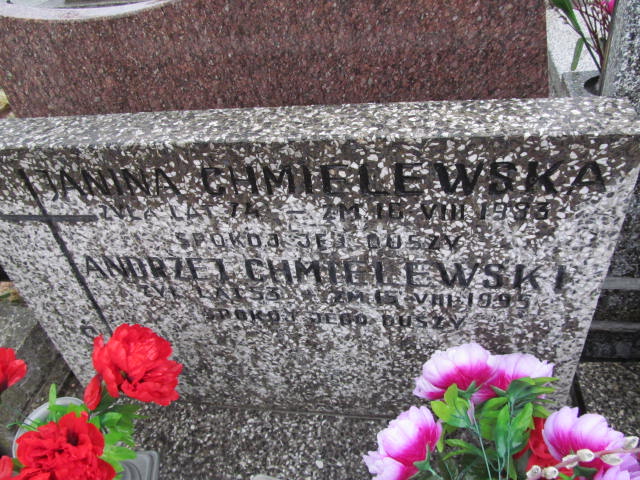 JANINA CHMIELEWSKA
ŻYŁA LAT 74 – ZM. 16 VIII 1993
SPOKÓJ JEJ DUSZY
ANDRZEJ CHMIELEWSKI
ŻYŁ LAT 53 – ZM. 15 VIII 1995
SPOKÓJ JEGO DUSZY